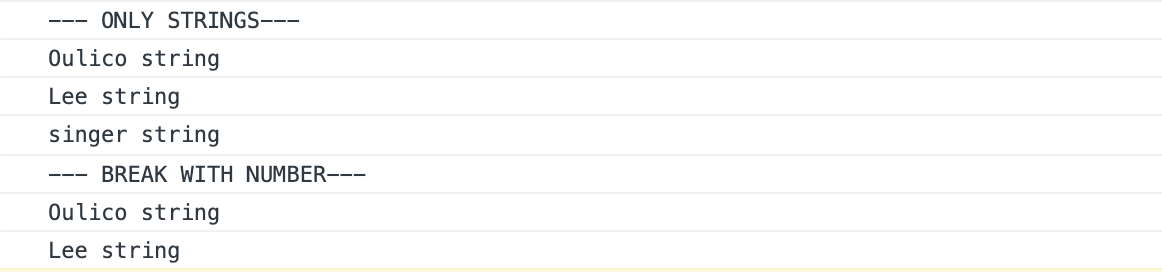 --- ONLY STRINGS---
Oulico string
Lee string
singer string
--- BREAK WITH NUMBER---
Oulico string
Lee string